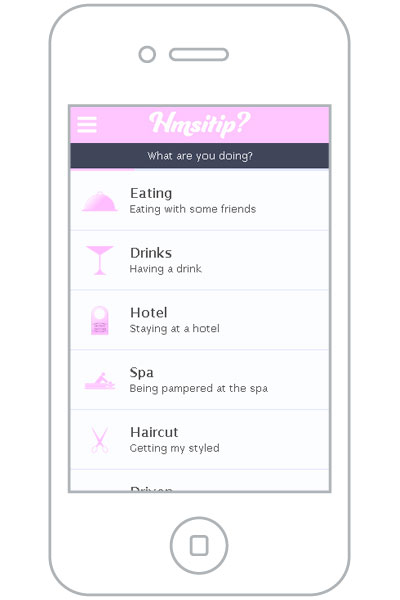 Hmsitip?
What are you doing?
Eating
Eating with some friends
Drinks
Having a drink
Hotel
Staying at a hotel
Spa
Being pampered at the spa
Haircut
Getting my styled